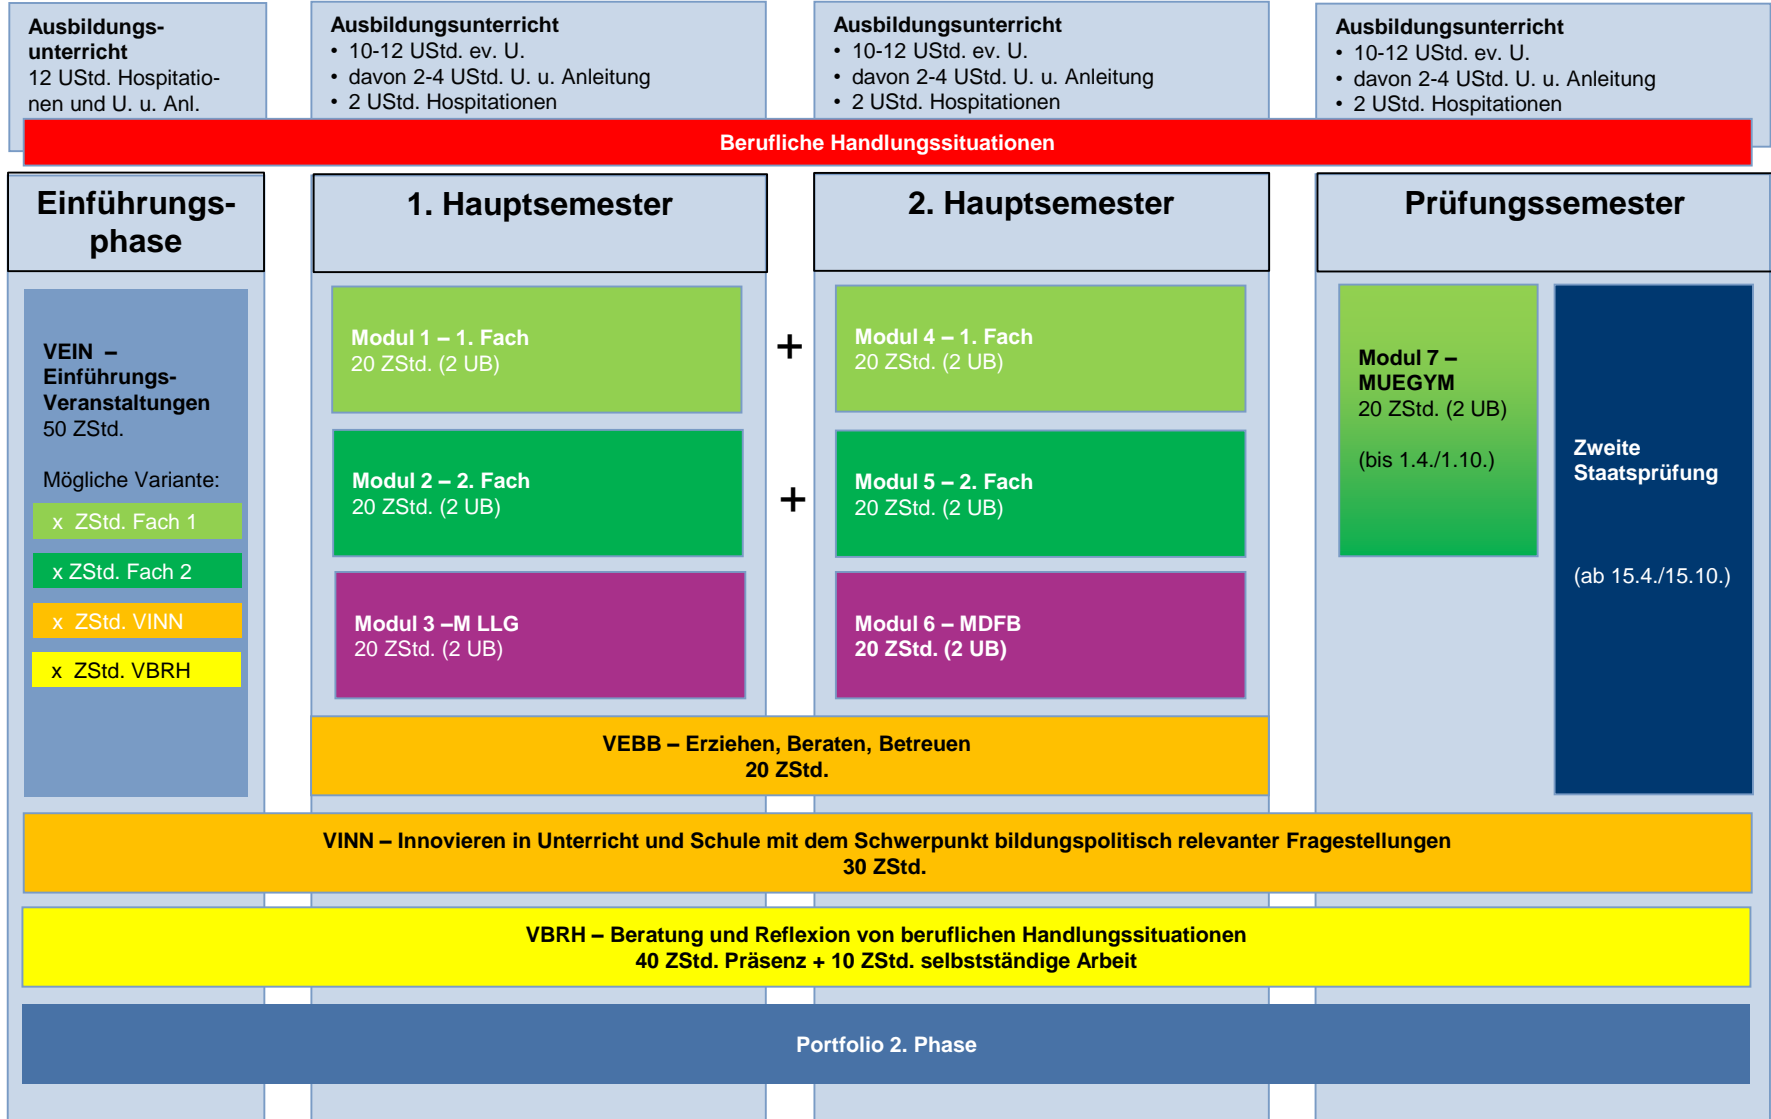 Ausbildungs-
unterricht
12 UStd. Hospitatio-
nen und U. u. Anl.
Ausbildungsunterricht
• 10-12 UStd. ev. U.
• davon 2-4 UStd. U. u. Anleitung
• 2 UStd. Hospitationen
Ausbildungsunterricht
• 10-12 UStd. ev. U.
• davon 2-4 UStd. U. u. Anleitung
• 2 UStd. Hospitationen
Ausbildungsunterricht
• 10-12 UStd. ev. U.
• davon 2-4 UStd. U. u. Anleitung
• 2 UStd. Hospitationen
Berufliche Handlungssituationen
Einführungs-
phase
1. Hauptsemester
2. Hauptsemester
Prüfungssemester
VEIN –
Einführungs-
Veranstaltungen
50 ZStd.
Mögliche Variante:
x ZStd. Fach 1
x ZStd. Fach 2
x ZStd. VINN
x ZStd. VBRH
Modul 1 – 1. Fach
20 ZStd. (2 UB)
+
Modul 4 – 1. Fach
20 ZStd. (2 UB)
Modul 2 – 2. Fach
20 ZStd. (2 UB)
+
Modul 5 – 2. Fach
20 ZStd. (2 UB)
Modul 3 –M LLG
20 ZStd. (2 UB)
Modul 6 – MDFB
20 ZStd. (2 UB)
Modul 7 –
MUEGYM
20 ZStd. (2 UB)
(bis 1.4./1.10.)
Zweite
Staatsprüfung
(ab 15.4./15.10.)
VEBB – Erziehen, Beraten, Betreuen
20 ZStd.
VINN – Innovieren in Unterricht und Schule mit dem Schwerpunkt bildungspolitisch relevanter Fragestellungen
30 ZStd.
VBRH – Beratung und Reflexion von beruflichen Handlungssituationen
40 ZStd. Präsenz + 10 ZStd. selbstständige Arbeit
Portfolio 2. Phase